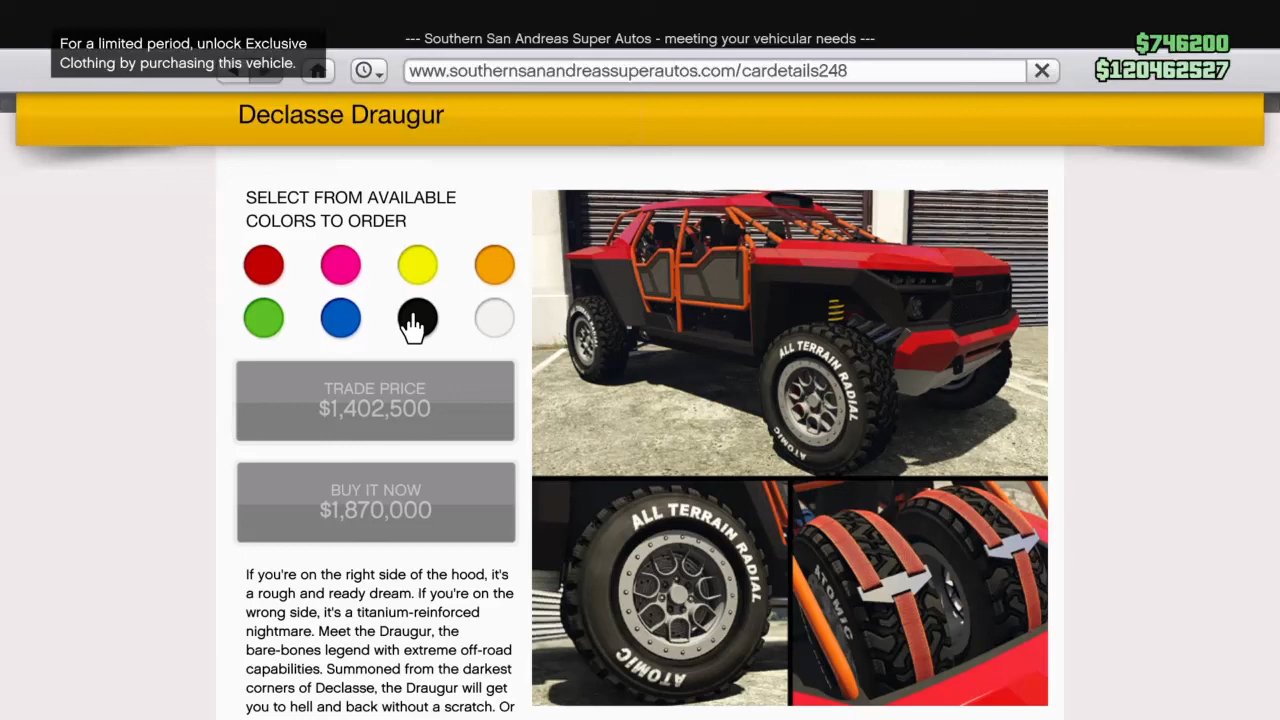 For a limited period, unlock Exclusive
Clothing by purchasing this vehicle.
--- Southern San Andreas Super Autos - meeting your vehicular needs ---
$746200
$120462527
www.southernsanandreassuperautos.com/cardetails248
Declasse Draugur
SELECT FROM AVAILABLE
COLORS TO ORDER
TRADE PRICE
$1,402,500
BUY IT NOW
$1,870,000
If you're on the right side of the hood, it's
a rough and ready dream. If you're on the
wrong side, it's a titanium-reinforced
nightmare. Meet the Draugur, the
bare-bones legend with extreme off-road
capabilities. Summoned from the darkest
corners of Declasse, the Draugur will get
you to hell and back without a scratch. Or
ALL TERRAIN RADIAL
ATOMIC
ALL TERRAIN RADIAL
ATOMIC
ATOMIC